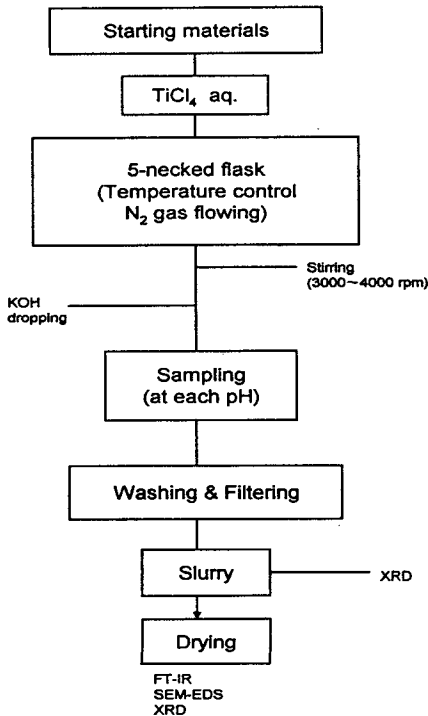 Starting materials
TiCl₄ aq.
5-necked flask
(Temperature control
N₂ gas flowing)
Stirring
(3000~4000 rpm)
KOH
dropping
Sampling
(at each pH)
Washing & Filtering
Slurry
XRD
Drying
FT-IR
SEM-EDS
XRD